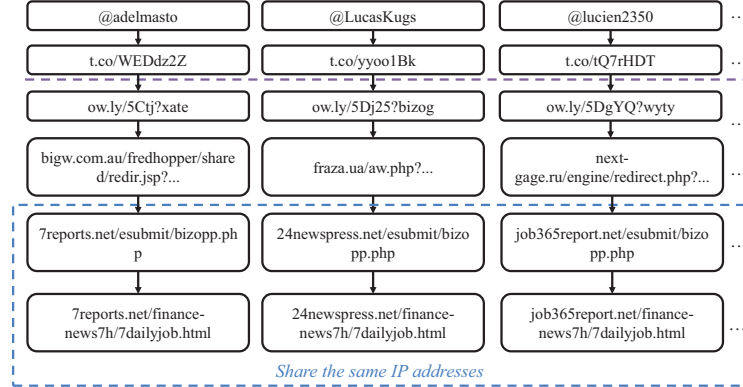 @adelmasto
@LucasKugs
@lucien2350
...
t.co/WEDdz2Z
t.co/yyoo1Bk
t.co/tQ7rHDT
...
ow.ly/5Ctj?xate
ow.ly/5Dj25?bizog
ow.ly/5DgYQ?wyty
...
bigw.com.au/fredhopper/share
d/redir.jsp?...
fraza.ua/aw.php?...
next-
gage.ru/engine/redirect.php?...
...
7reports.net/esubmit/bizopp.ph
p
24newspress.net/esubmit/bizo
pp.php
job365report.net/esubmit/bizo
pp.php
...
7reports.net/finance-
news7h/7dailyjob.html
24newspress.net/finance-
news7h/7dailyjob.html
job365report.net/finance-
news7h/7dailyjob.html
...
Share the same IP addresses